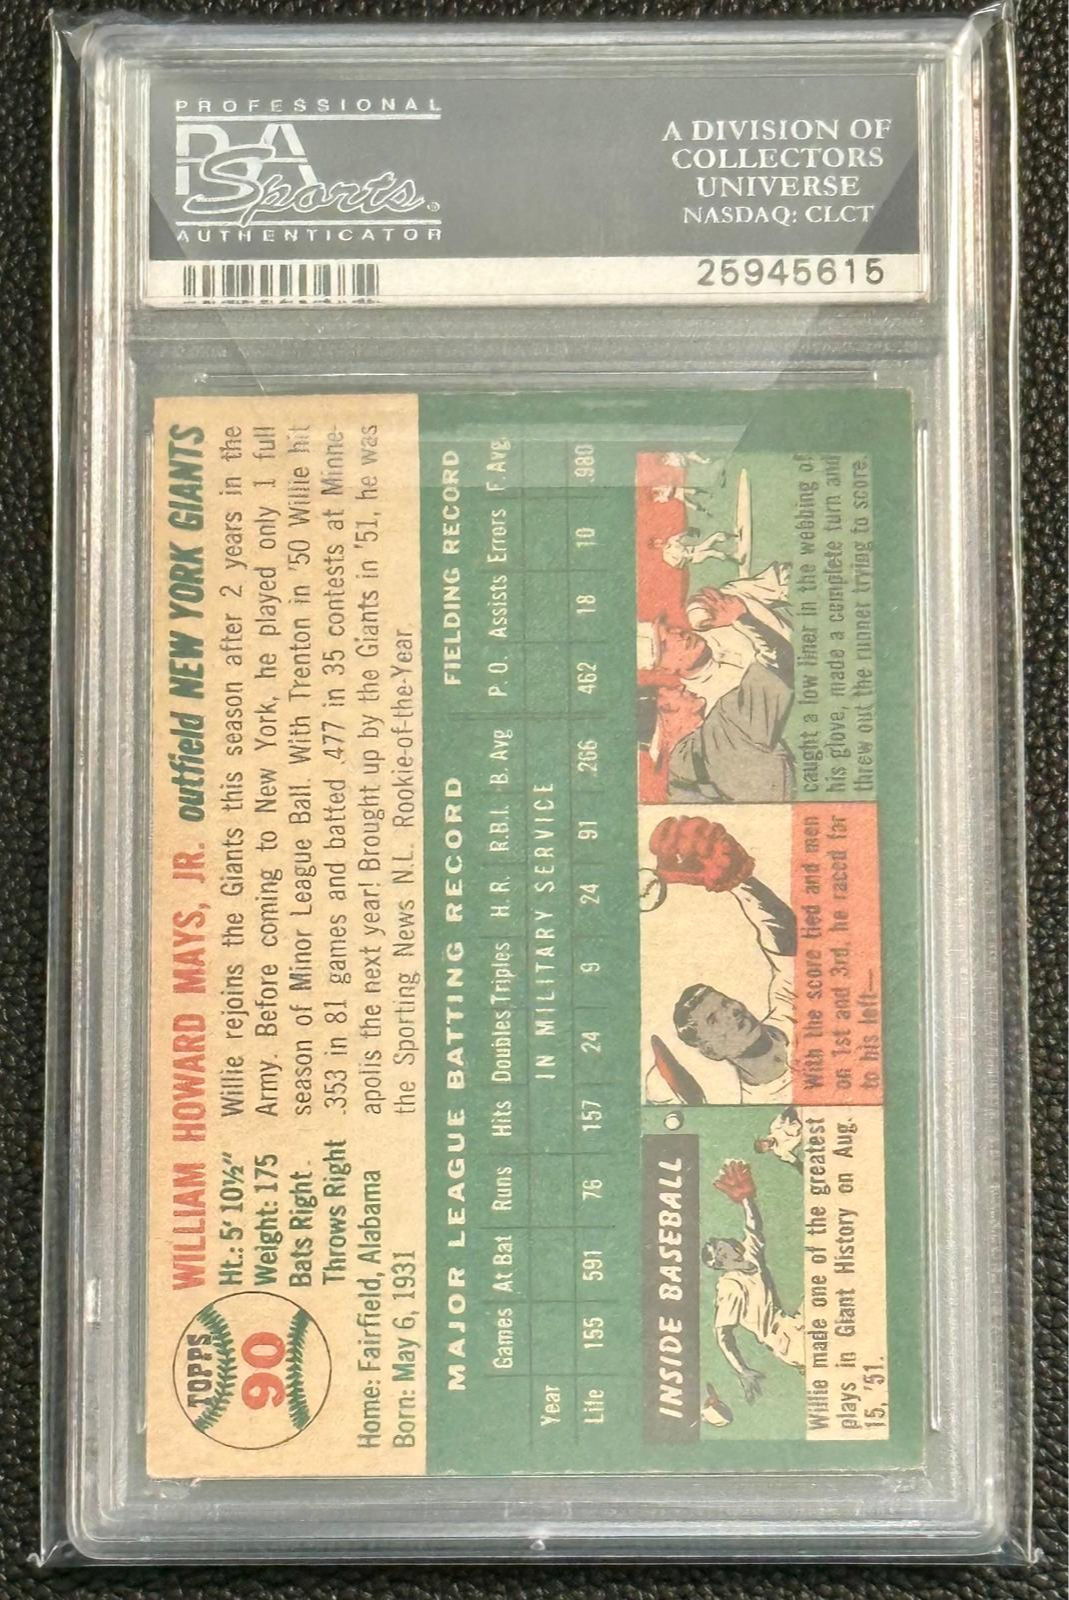 PROFESSIONAL
PSA
Sports®
AUTHENTICATOR
A DIVISION OF
COLLECTORS
UNIVERSE
NASDAQ: CLCT
25945615
TOPPS
90
WILLIAM HOWARD MAYS, JR. outfield NEW YORK GIANTS
Ht.: 5' 10½"
Weight: 175
Bats Right
Throws Right
Home: Fairfield, Alabama
Born: May 6, 1931
Willie rejoins the Giants this season after 2 years in the
Army. Before coming to New York, he played only 1 full
season of Minor League Ball. With Trenton in '50 Willie hit
.353 in 81 games and batted .477 in 35 contests at Minne-
apolis the next year! Brought up by the Giants in '51, he was
the Sporting News N.L. Rookie-of-the-Year.
MAJOR LEAGUE BATTING RECORD FIELDING RECORD
Games At Bat Runs Hits Doubles Triples H.R. R.B.I. B. Avg P. O. Assists Errors F. Avg.
Year IN MILITARY SERVICE
Life 155 591 76 157 24 9 24 91 .266 462 18 10 .980
INSIDE BASEBALL
Willie made one of the greatest
plays in Giant History on Aug.
15, '51.
With the score tied and men
on 1st and 3rd, he raced far
to his left—
caught a low liner in the webbing of
his glove, made a complete turn and
threw out the runner trying to score.